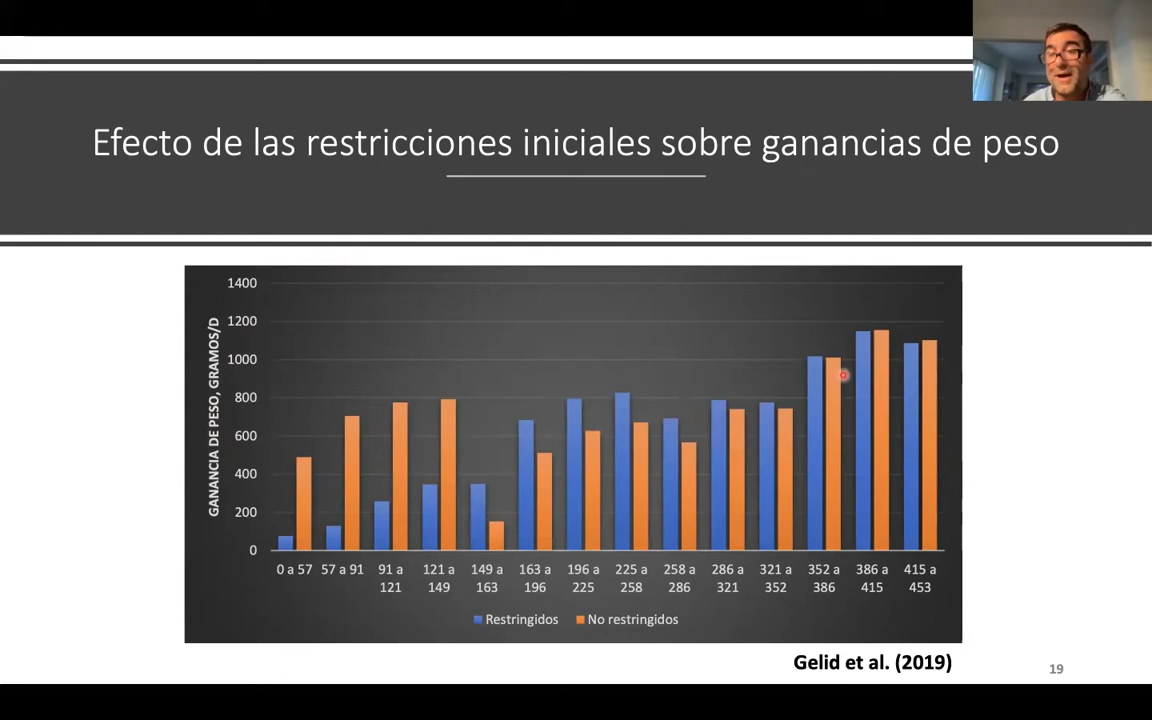 Efecto de las restricciones iniciales sobre ganancias de peso
GANANCIA DE PESO, GRAMOS/D
1400
1200
1000
800
600
400
200
0
0 a 57
57 a 91
91 a
121
121 a
149
149 a
163
163 a
196
196 a
225
225 a
258
258 a
286
286 a
321
321 a
352
352 a
386
386 a
415
415 a
453
Restringidos
No restringidos
Gelid et al. (2019)
19